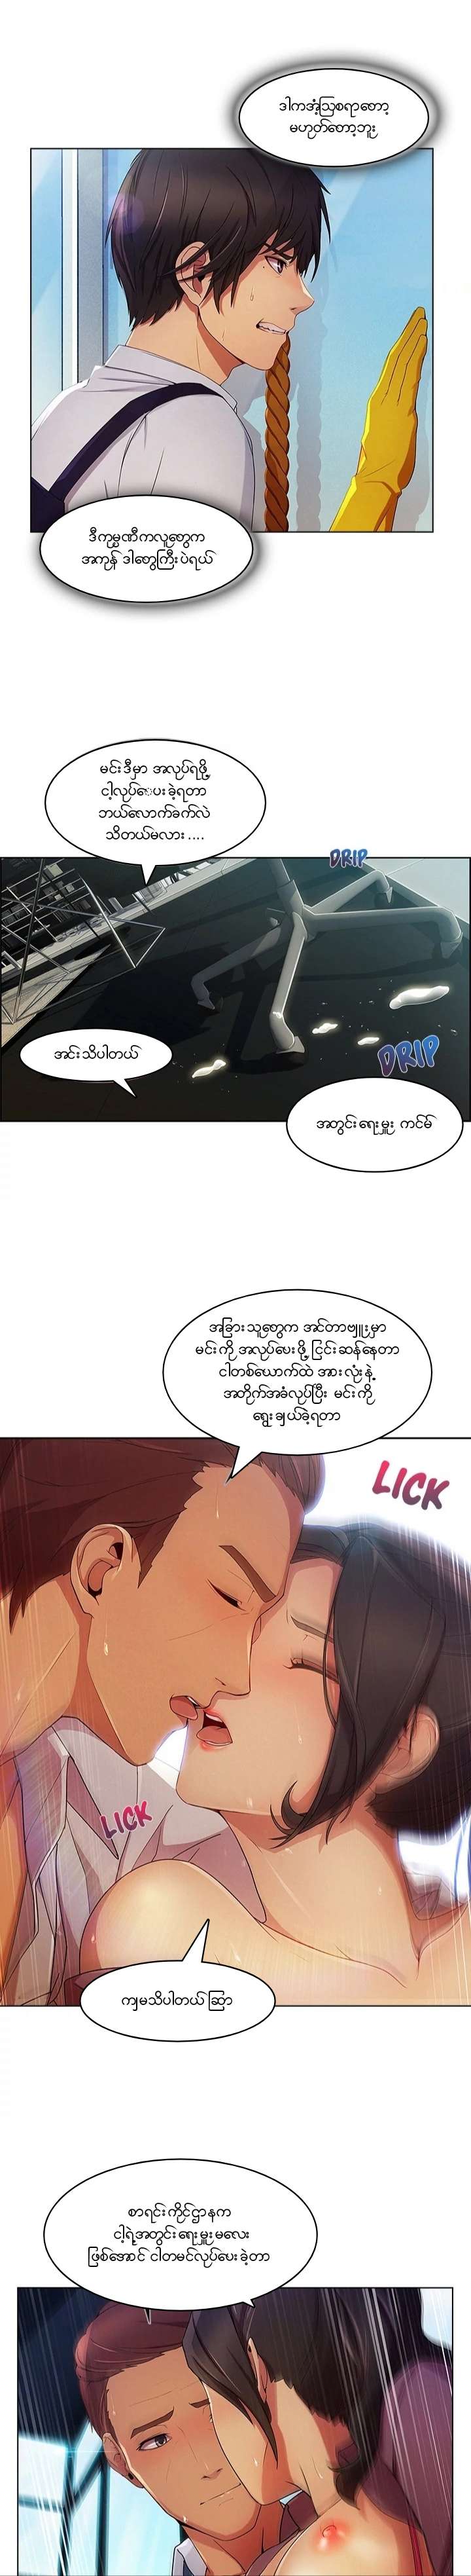 ဒါကအံ့ဩစရာတော့
မဟုတ်တော့ဘူး
ဒီကုမ္ပဏီကလူတွေက
အကုန် ဒါတွေကြီးပဲရယ်
မင်းဒီမှာ အလုပ်ရဖို့
ငါ့လုပ်ပေးခဲ့ရတာ
ဘယ်လောက်ခက်လဲ
သိတယ်မလား....
DRIP
အင်းသိပါတယ်
DRIP
အတွင်းရေးမှူး ကင်မ်
အခြားသူတွေက အင်တာဗျူးမှာ
မင်းကို အလုပ်ပေးဖို့ ငြင်းဆန်နေတာ
ငါတစ်ယောက်ထဲ အားလုံးနဲ့
အတိုက်အခံလုပ်ပြီး မင်းကို
ရွေးချယ်ခဲ့ရတာ
LICK
LICK
ကျမသိပါတယ်ဩာ
စာရင်းကိုင်ဌာနက
ငါ့ရဲ့အတွင်းရေးမှူးမလေး
ဖြစ်အောင် ငါတမင်လုပ်ပေးခဲ့တာ